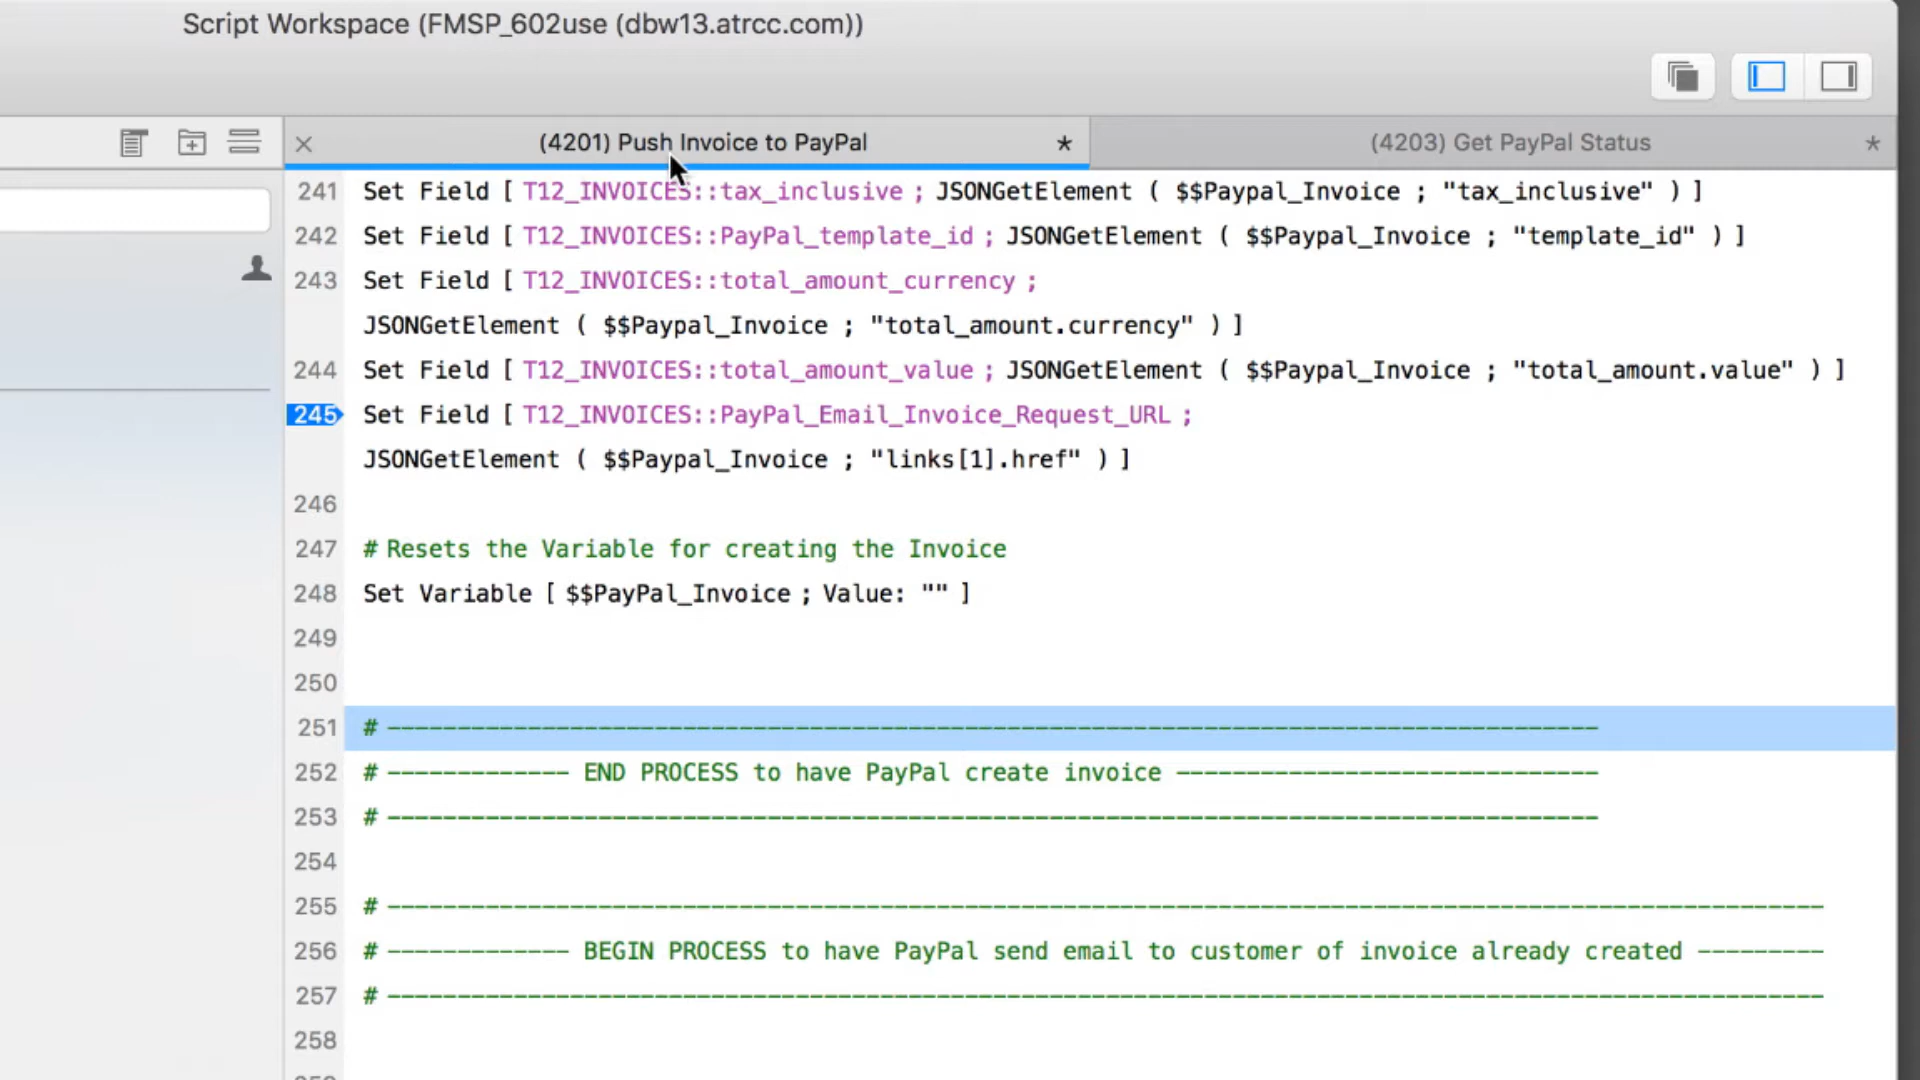 Script Workspace (FMSP_602use (dbw13.atrcc.com))
(4201) Push Invoice to PayPal *
(4203) Get PayPal Status *
241 Set Field [ T12_INVOICES::tax_inclusive ; JSONGetElement ( $$Paypal_Invoice ; "tax_inclusive" ) ]
242 Set Field [ T12_INVOICES::PayPal_template_id ; JSONGetElement ( $$Paypal_Invoice ; "template_id" ) ]
243 Set Field [ T12_INVOICES::total_amount_currency ;
JSONGetElement ( $$Paypal_Invoice ; "total_amount.currency" ) ]
244 Set Field [ T12_INVOICES::total_amount_value ; JSONGetElement ( $$Paypal_Invoice ; "total_amount.value" ) ]
245 Set Field [ T12_INVOICES::PayPal_Email_Invoice_Request_URL ;
JSONGetElement ( $$Paypal_Invoice ; "links[1].href" ) ]
246
247 # Resets the Variable for creating the Invoice
248 Set Variable [ $$PayPal_Invoice ; Value: "" ]
249
250
251 # --------------------------------------------------------------------------------------
252 # ------------- END PROCESS to have PayPal create invoice ------------------------------
253 # --------------------------------------------------------------------------------------
254
255 # ------------------------------------------------------------------------------------------------------
256 # ------------- BEGIN PROCESS to have PayPal send email to customer of invoice already created ---------
257 # ------------------------------------------------------------------------------------------------------
258